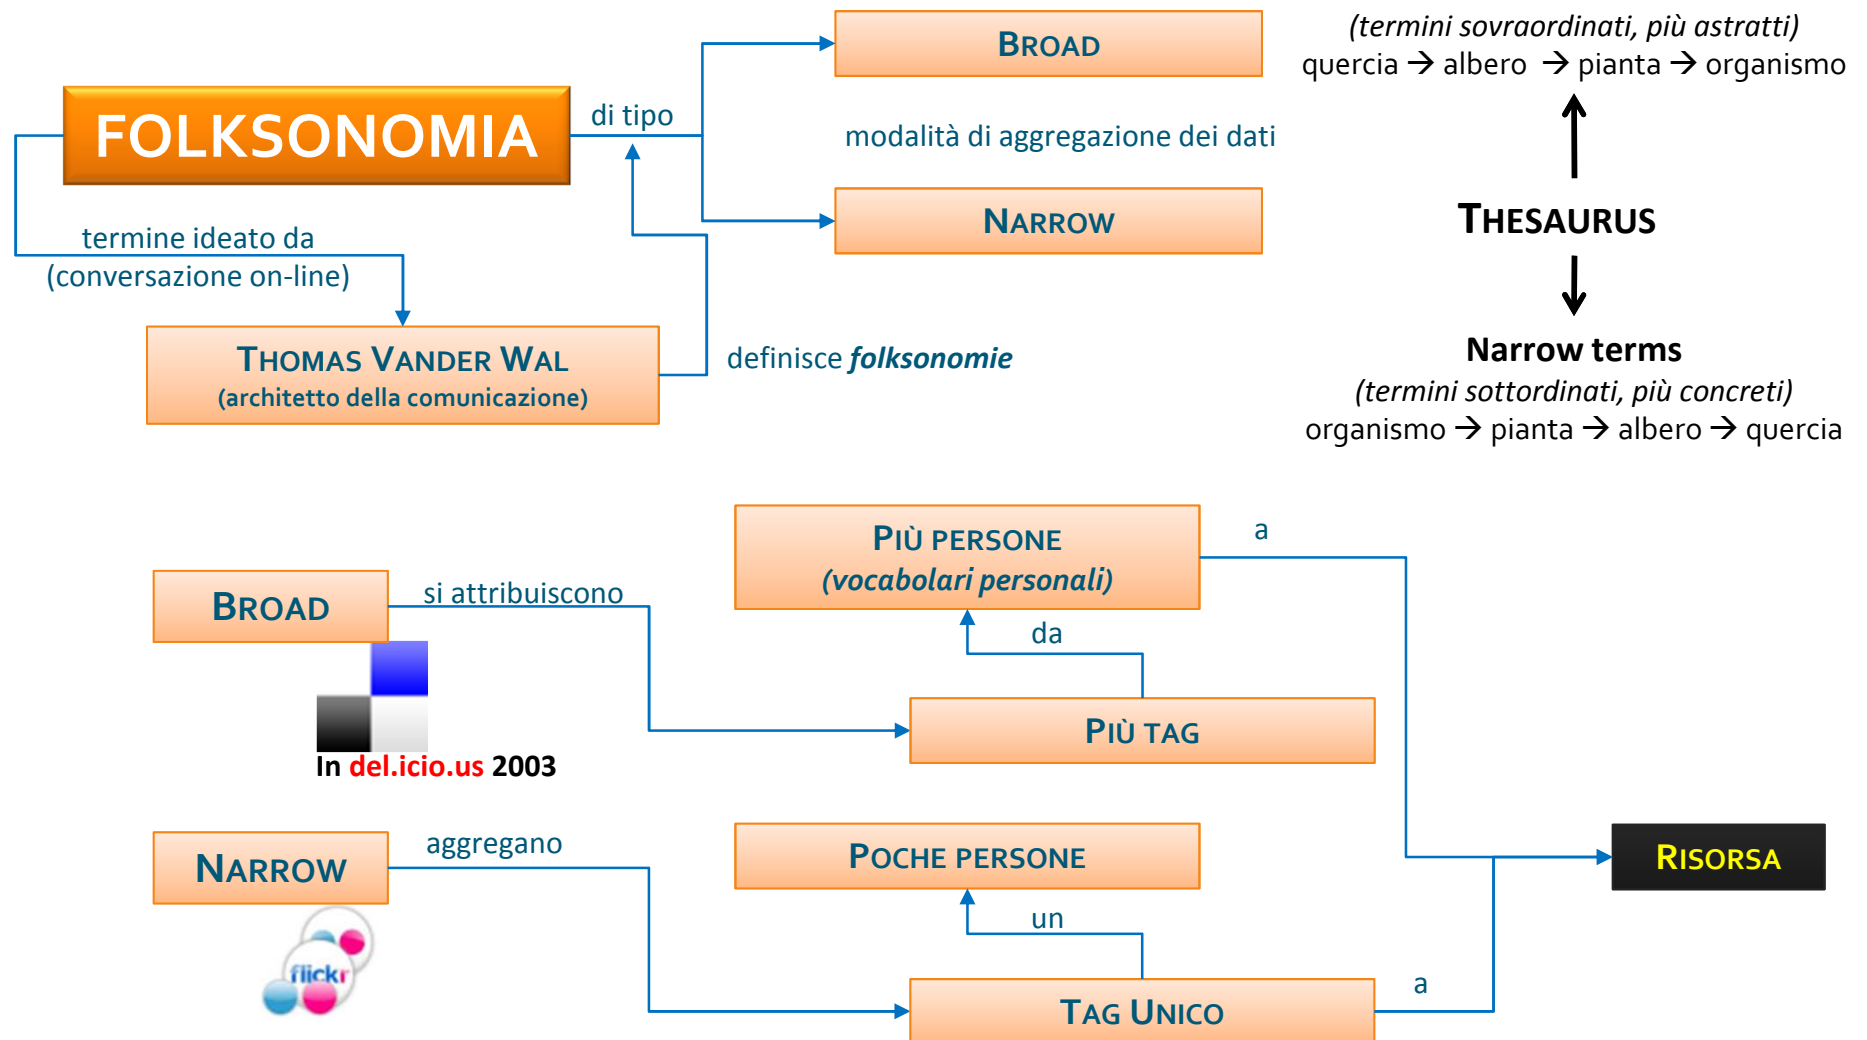 FOLKSONOMIA
di tipo
BROAD
modalità di aggregazione dei dati
NARROW
termine ideato da
(conversazione on-line)
THOMAS VANDER WAL
(architetto della comunicazione)
definisce folksonomie
(termini sovraordinati, più astratti)
quercia → albero → pianta → organismo
THESAURUS
Narrow terms
(termini sottordinati, più concreti)
organismo → pianta → albero → quercia
BROAD
si attribuiscono
PIÙ PERSONE
(vocabolari personali)
a
da
PIÙ TAG
In del.icio.us 2003
NARROW
aggregano
POCHE PERSONE
un
TAG UNICO
a
RISORSA
flickr